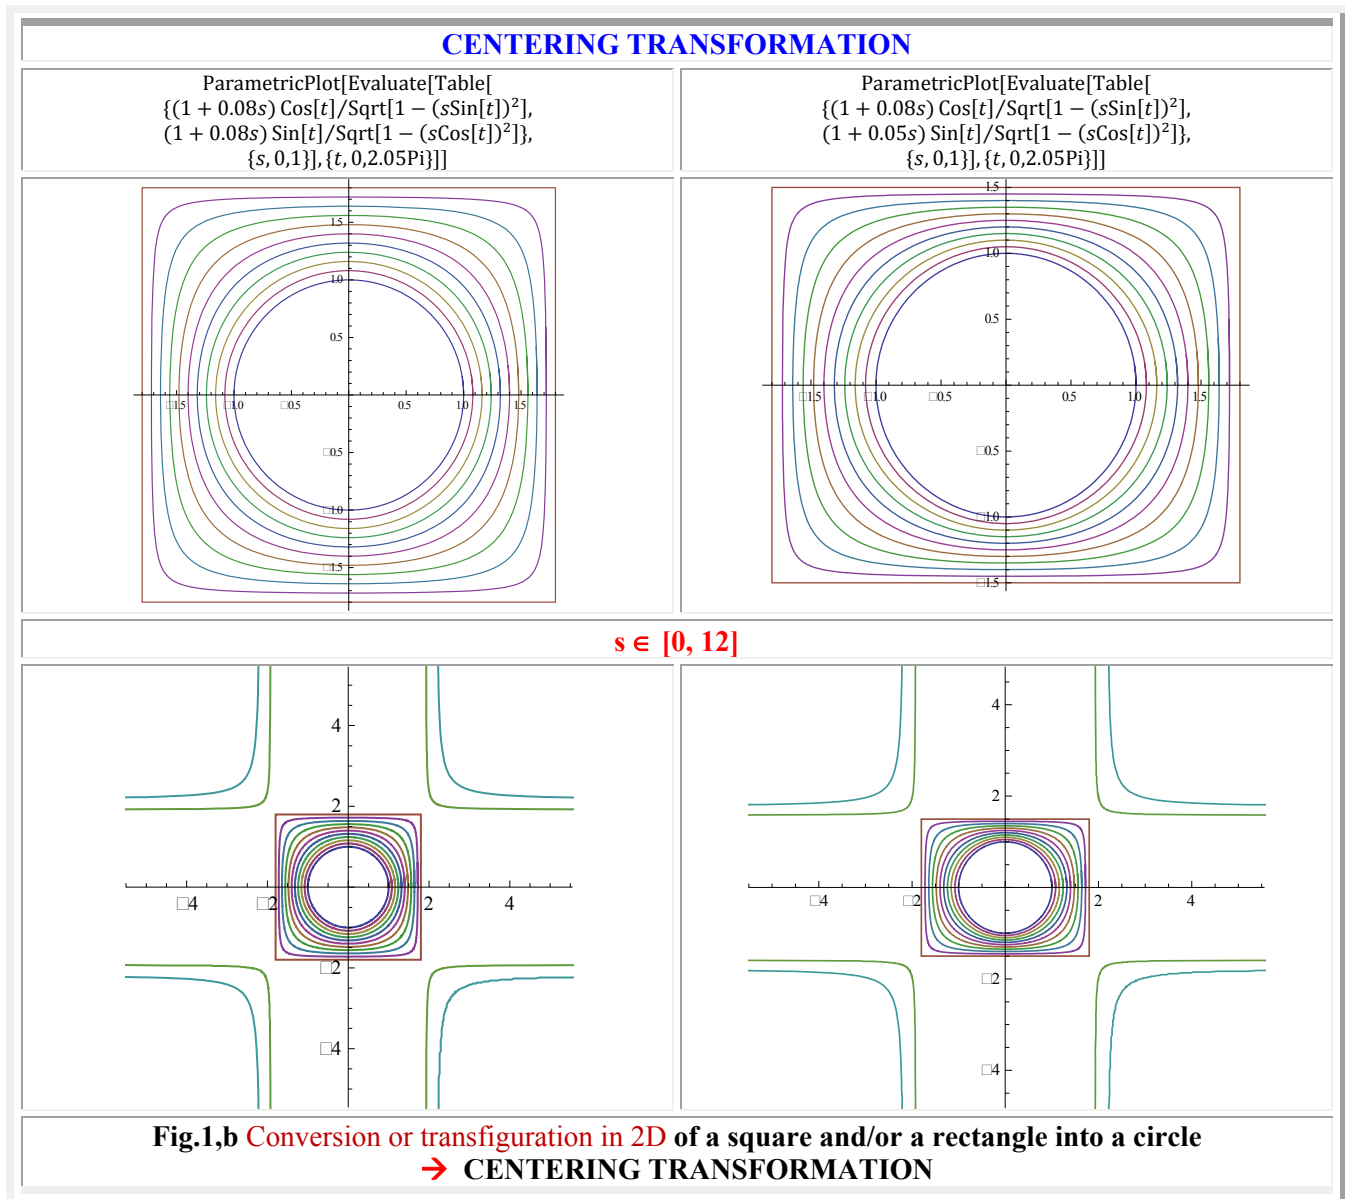 CENTERING TRANSFORMATION
ParametricPlot[Evaluate[Table[
{(1 + 0.08s) Cos[t]/Sqrt[1 − (sSin[t])²],
(1 + 0.08s) Sin[t]/Sqrt[1 − (sCos[t])²]},
{s, 0,1}], {t, 0,2.05Pi}]]
ParametricPlot[Evaluate[Table[
{(1 + 0.08s) Cos[t]/Sqrt[1 − (sSin[t])²],
(1 + 0.05s) Sin[t]/Sqrt[1 − (sCos[t])²]},
{s, 0,1}], {t, 0,2.05Pi}]]
1.5
1.0
0.5
□1.5 □1.0 □0.5 0.5 1.0 1.5
□0.5
□1.0
□1.5
1.5
1.0
0.5
□1.5 □1.0 □0.5 0.5 1.0 1.5
□0.5
□1.0
□1.5
s ∈ [0, 12]
4
2
□4 □2 2 4
□2
□4
4
2
□4 □2 2 4
□2
□4
Fig.1,b Conversion or transfiguration in 2D of a square and/or a rectangle into a circle
→ CENTERING TRANSFORMATION